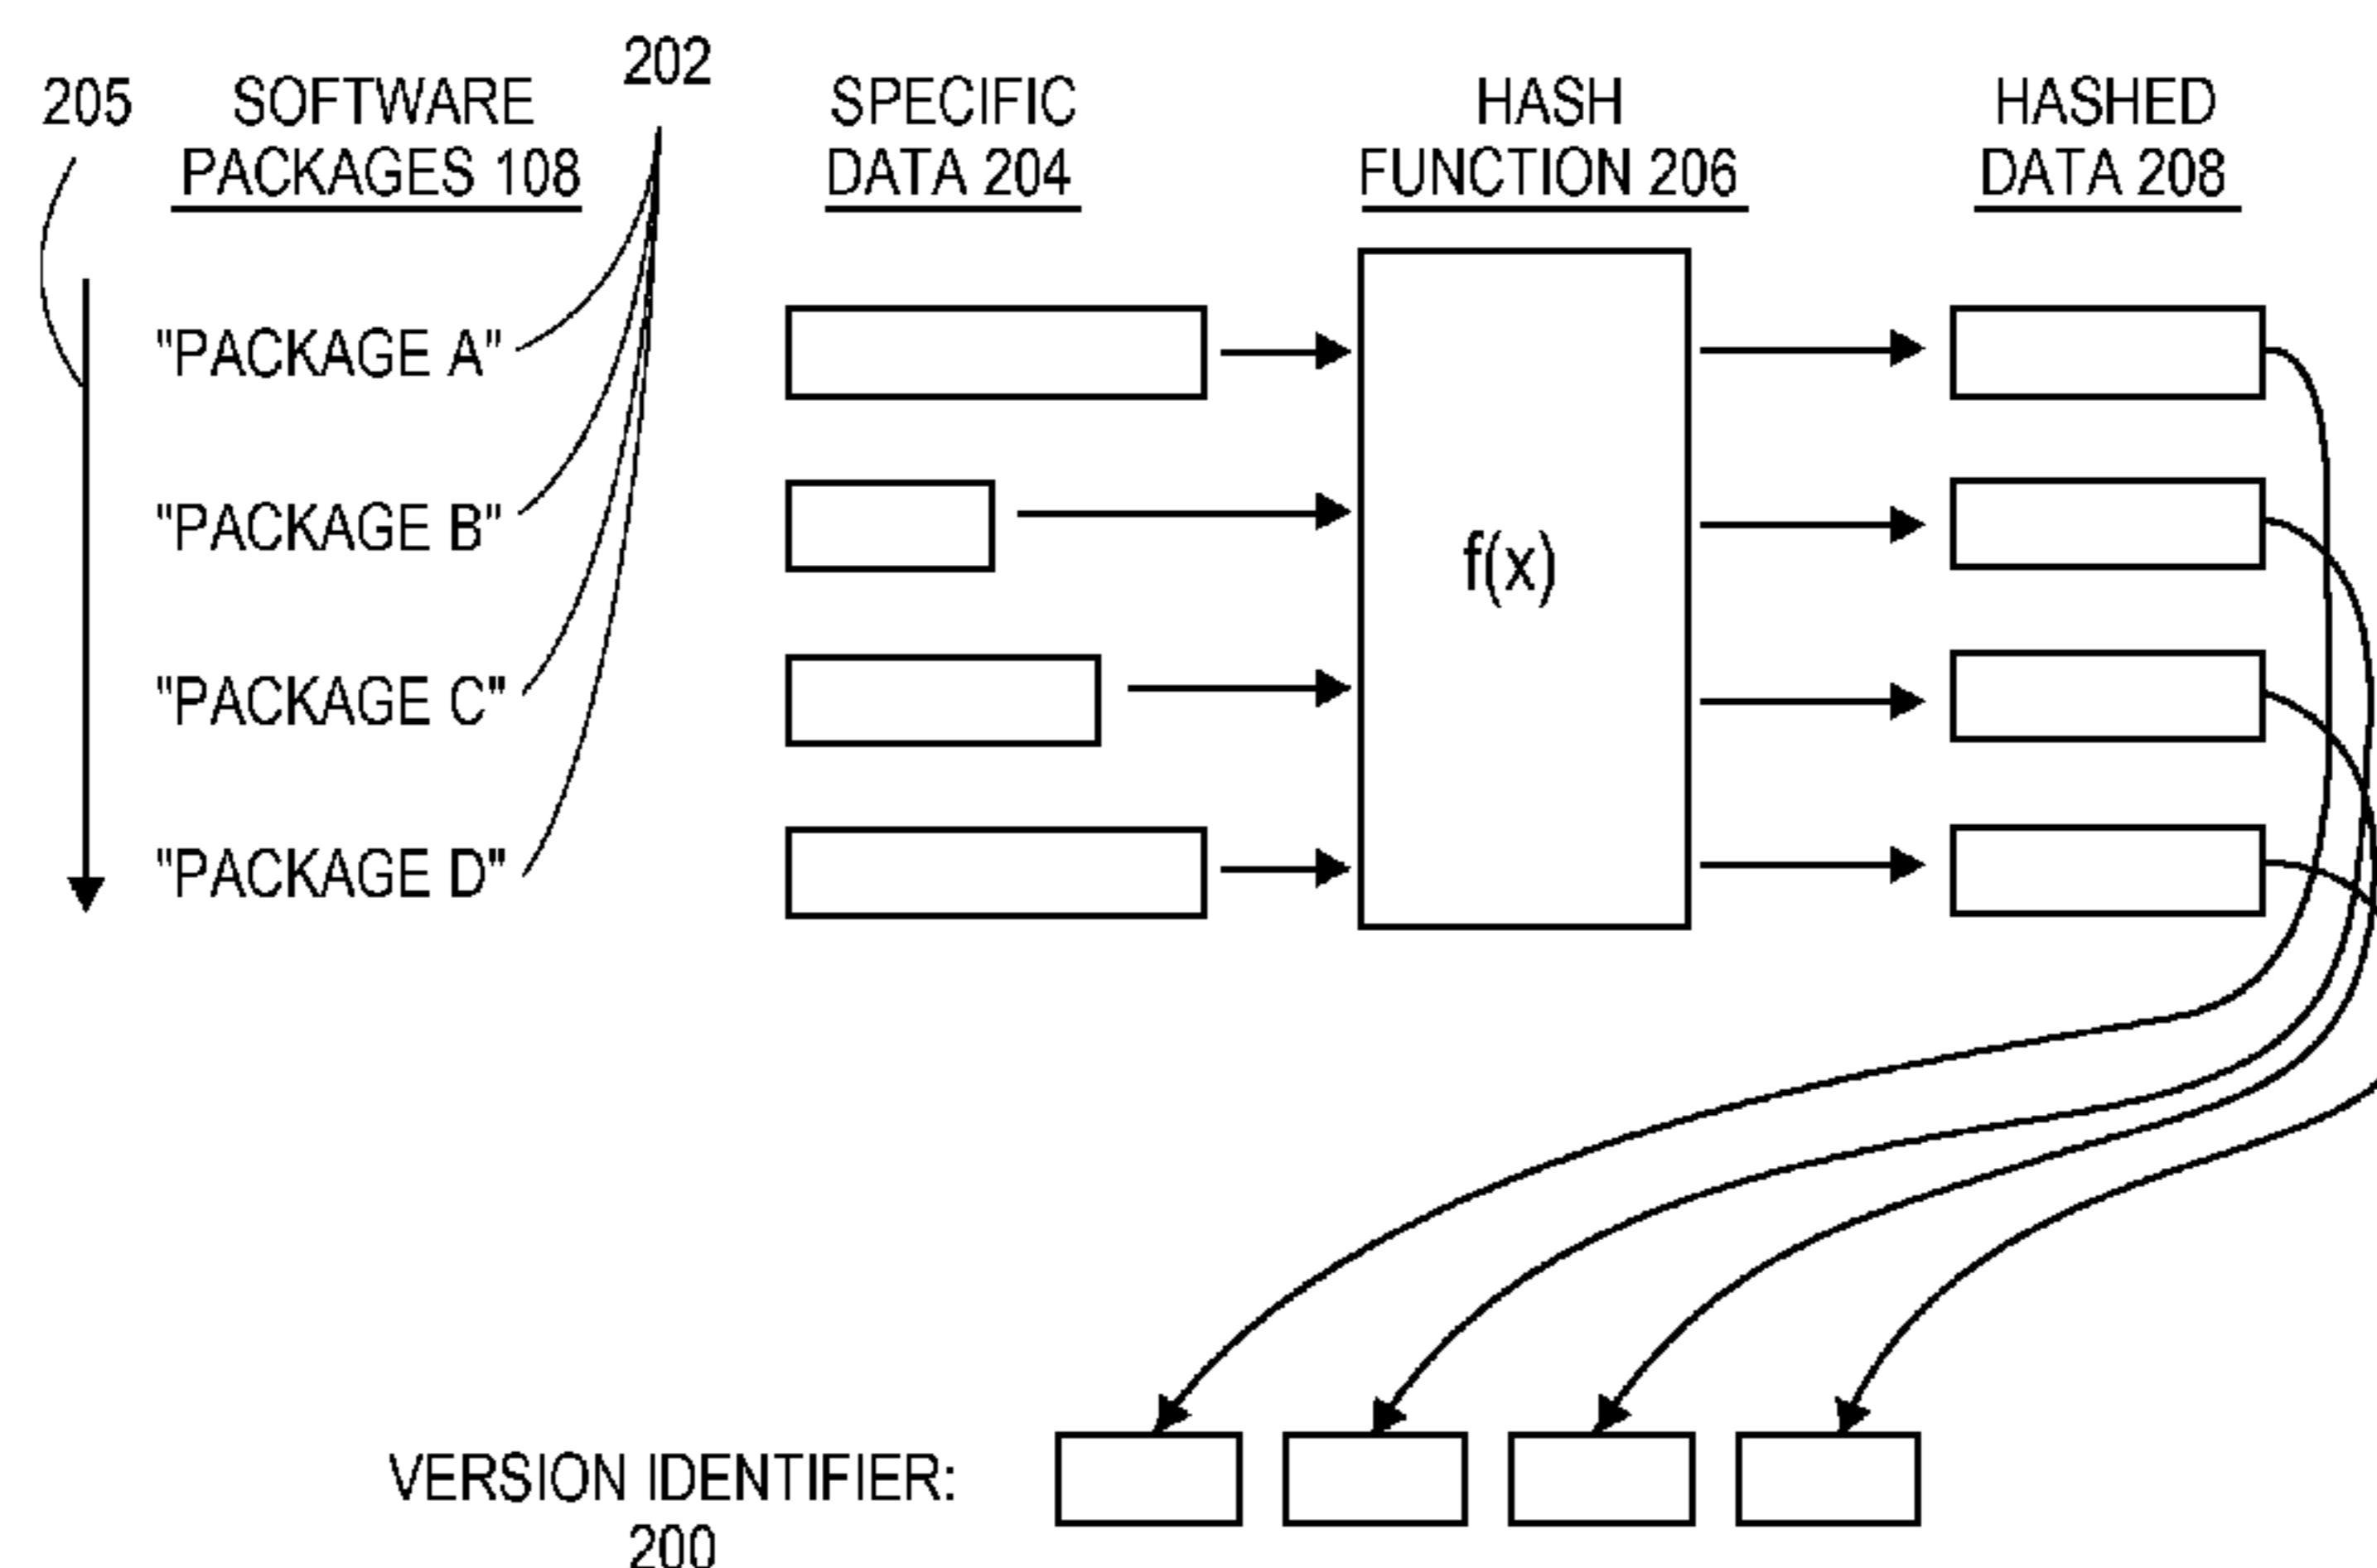 202
205
SOFTWARE
PACKAGES 108
SPECIFIC
DATA 204
HASH
FUNCTION 206
HASHED
DATA 208
"PACKAGE A"
"PACKAGE B"
f(x)
"PACKAGE C"
"PACKAGE D"
VERSION IDENTIFIER:
200